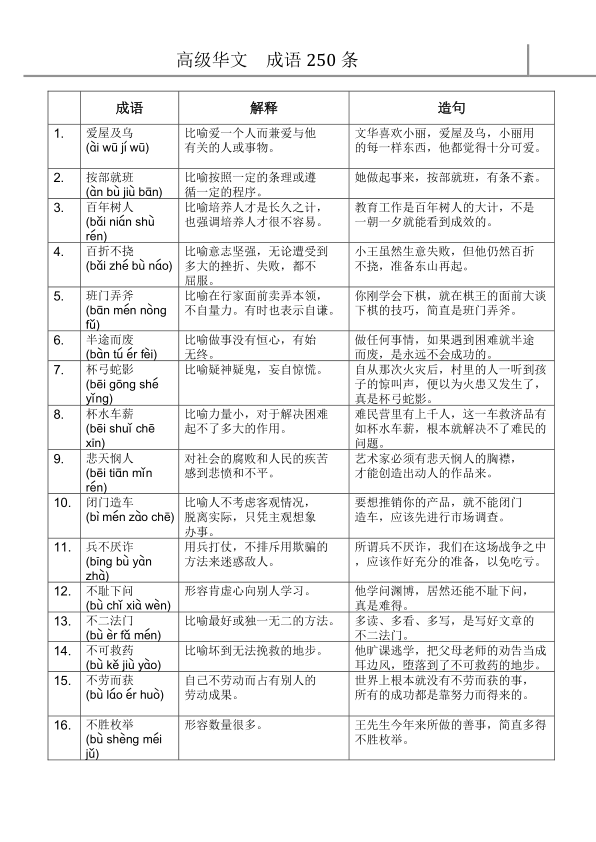 高级华文 成语 250 条
成语 解释 造句
1. 爱屋及乌 (ài wū jí wū)
比喻爱一个人而兼爱与他
有关的人或事物。
文华喜欢小丽，爱屋及乌，小丽用
的每一样东西，他都觉得十分可爱。
2. 按部就班 (àn bù jiù bān)
比喻按照一定的条理或遵
循一定的程序。
她做起事来，按部就班，有条不紊。
3. 百年树人
(bǎi nián shù
rén)
比喻培养人才是长久之计，
也强调培养人才很不容易。
教育工作是百年树人的大计，不是
一朝一夕就能看到成效的。
4. 百折不挠
(bǎi zhé bù náo)
比喻意志坚强，无论遭受到
多大的挫折、失败，都不
屈服。
小王虽然生意失败，但他仍然百折
不挠，准备东山再起。
5. 班门弄斧
(bān mén nòng
fǔ)
比喻在行家面前卖弄本领，
不自量力。有时也表示自谦。
你刚学会下棋，就在棋王的面前大谈
下棋的技巧，简直是班门弄斧。
6. 半途而废
(bàn tú ér fèi)
比喻做事没有恒心，有始
无终。
做任何事情，如果遇到困难就半途
而废，是永远不会成功的。
7. 杯弓蛇影
(bēi gōng shé
yǐng)
比喻疑神疑鬼，妄自惊慌。
自从那次火灾后，村里的人一听到孩
子的惊叫声，便以为火患又发生了，
真是杯弓蛇影。
8. 杯水车薪
(bēi shuǐ chē
xin)
比喻力量小，对于解决困难
起不了多大的作用。
难民营里有上千人，这一车救济品有
如杯水车薪，根本就解决不了难民的
问题。
9. 悲天悯人
(bēi tiān mǐn
rén)
对社会的腐败和人民的疾苦
感到悲愤和不平。
艺术家必须有悲天悯人的胸襟，
才能创造出动人的作品来。
10. 闭门造车
(bì mén zào chē)
比喻人不考虑客观情况，
脱离实际，只凭主观想象
办事。
要想推销你的产品，就不能闭门
造车，应该先进行市场调查。
11. 兵不厌诈
(bīng bù yàn
zhà)
用兵打仗，不排斥用欺骗的
方法来迷惑敌人。
所谓兵不厌诈，我们在这场战争之中
，应该作好充分的准备，以免吃亏。
12. 不耻下问
(bù chǐ xià wèn)
形容肯虚心向别人学习。
他学问渊博，居然还能不耻下问，
真是难得。
13. 不二法门
(bù èr fǎ mén)
比喻最好或独一无二的方法。
多读、多看、多写，是写好文章的
不二法门。
14. 不可救药
(bù kě jiù yào)
比喻坏到无法挽救的地步。
他旷课逃学，把父母老师的劝告当成
耳边风，堕落到了不可救药的地步。
15. 不劳而获
(bù láo ér huò)
自己不劳动而占有别人的
劳动成果。
世界上根本就没有不劳而获的事，
所有的成功都是靠努力而得来的。
16. 不胜枚举
(bù shèng méi
jǔ)
形容数量很多。
王先生今年来所做的善事，简直多得
不胜枚举。